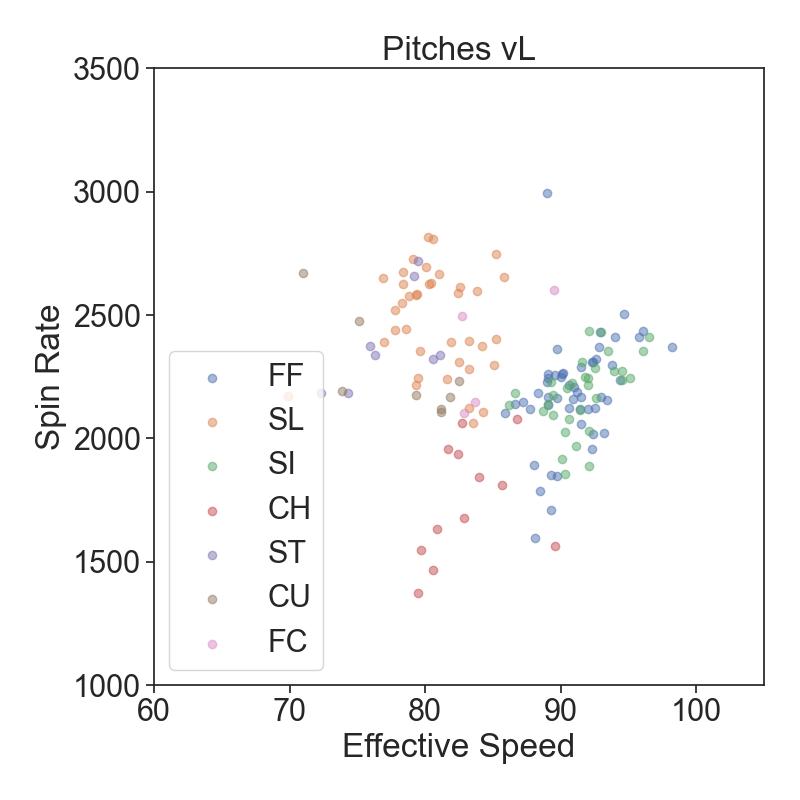 Pitches vL
3500
3000
2500
2000
1500
1000
Spin Rate
FF
SL
SI
CH
ST
CU
FC
60 70 80 90 100
Effective Speed